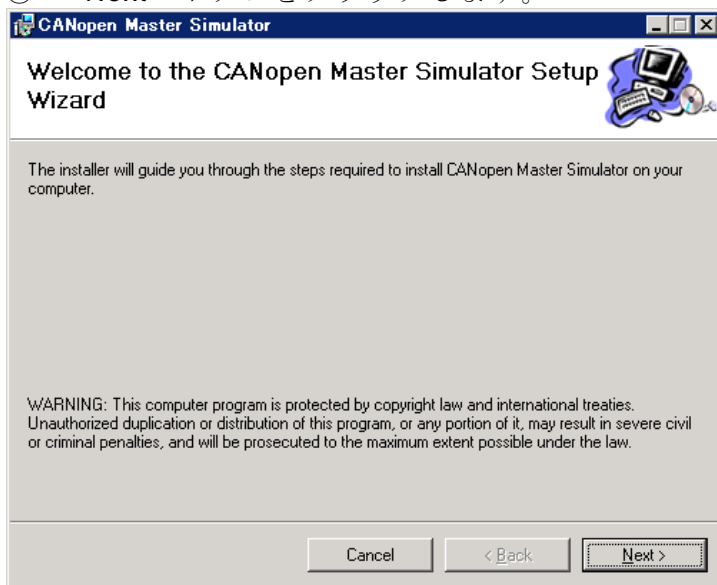 CANopen Master Simulator
Welcome to the CANopen Master Simulator Setup
Wizard
The installer will guide you through the steps required to install CANopen Master Simulator on your
computer.
WARNING: This computer program is protected by copyright law and international treaties.
Unauthorized duplication or distribution of this program, or any portion of it, may result in severe civil
or criminal penalties, and will be prosecuted to the maximum extent possible under the law.
Cancel
< Back
Next >